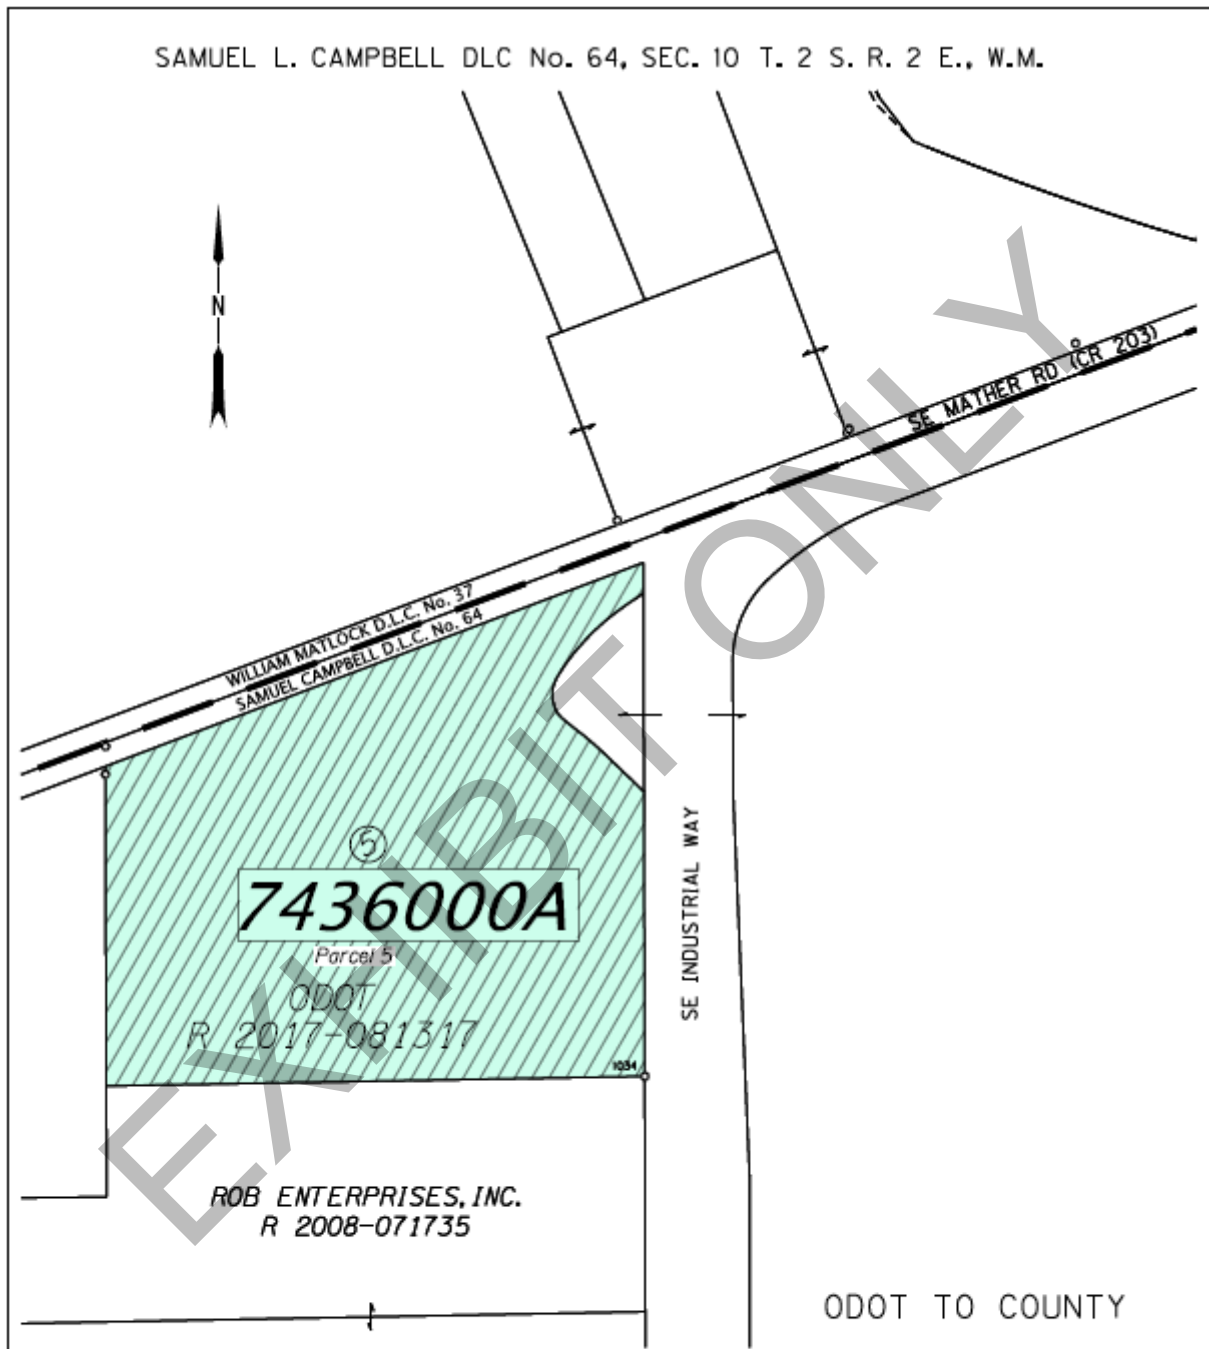 SAMUEL L. CAMPBELL DLC No. 64, SEC. 10 T. 2 S. R. 2 E., W.M.
N
SE MATHER RD (CR 203)
WILLIAM MATLOCK D.L.C. No. 37
SAMUEL CAMPBELL D.L.C. No. 64
5
7436000A
Parcel 5
ODOT
R 2017-081317
1034
SE INDUSTRIAL WAY
ROB ENTERPRISES, INC.
R 2008-071735
ODOT TO COUNTY
EXHIBIT ONLY